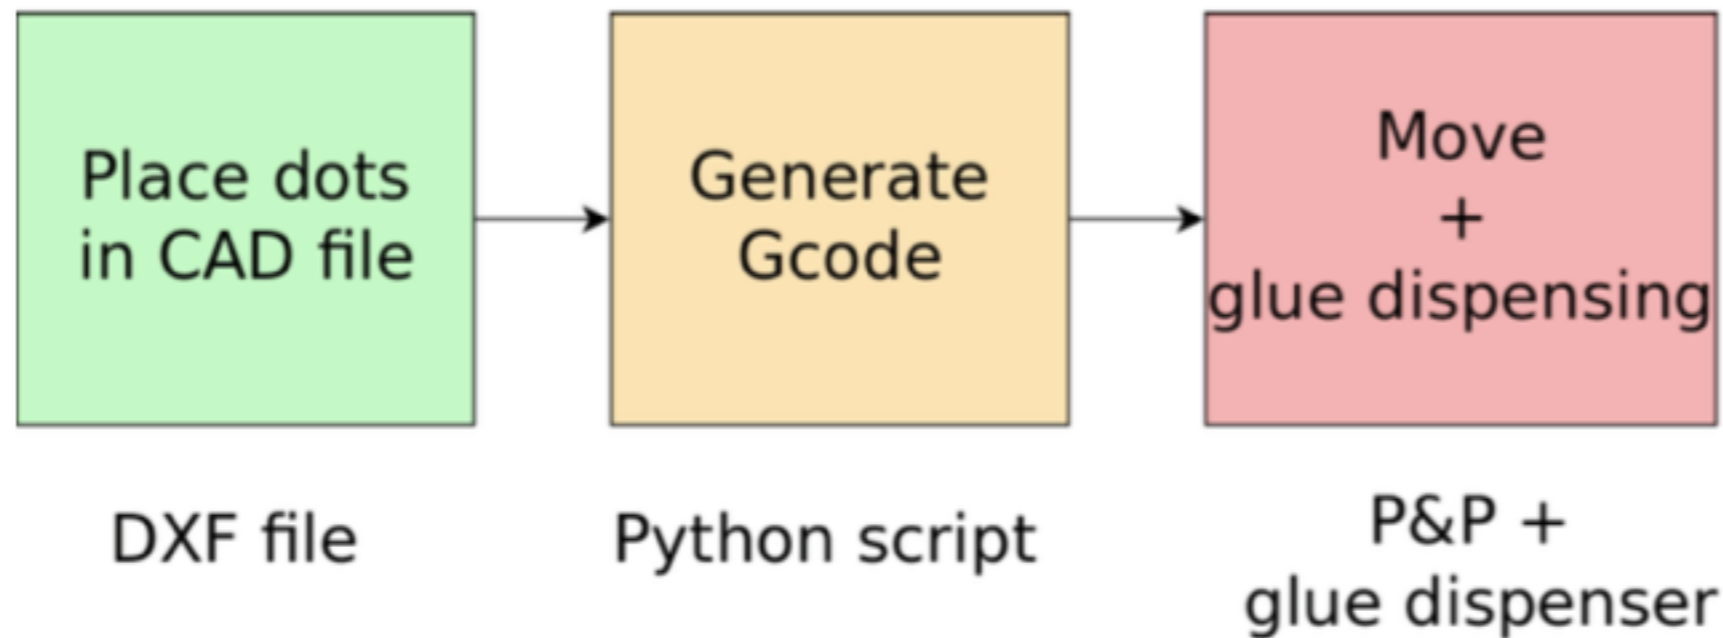 Place dots
in CAD file
Generate
Gcode
Move
+
glue dispensing
DXF file
Python script
P&P +
glue dispenser